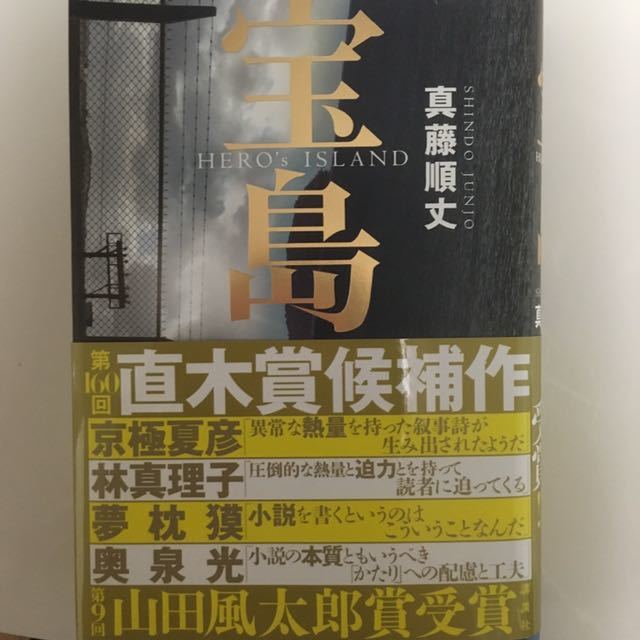 宝島
HERO's ISLAND
真藤順丈
SHINDO JUNJO
第160回
直木賞候補作
京極夏彦
異常な熱量を持った叙事詩が
生み出されたようだ
林真理子
圧倒的な熱量と迫力とを持って
読者に迫ってくる
夢枕獏
小説を書くというのは
こういうことなんだ
奥泉光
小説の本質ともいうべき
「かたり」への配慮と工夫
第9回
山田風太郎賞受賞
講談社